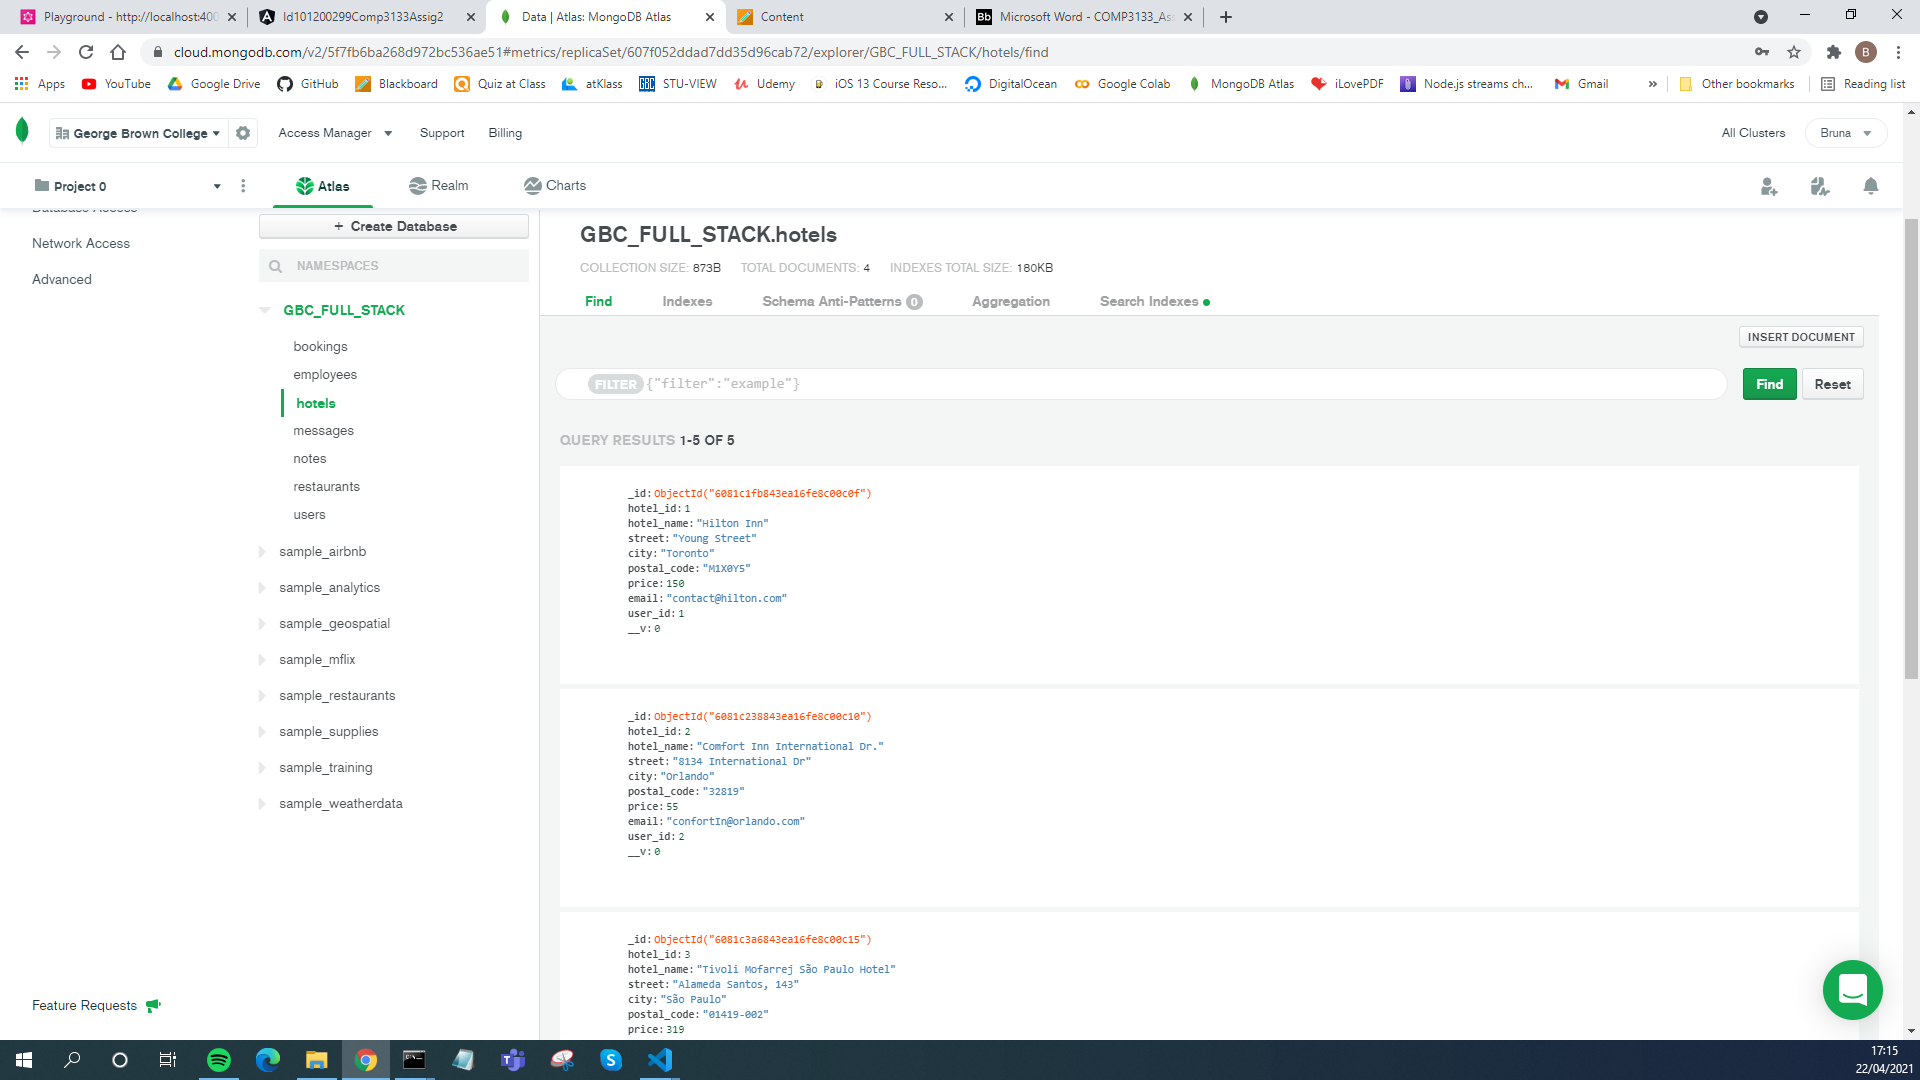 Playground - http://localhost:400
Id101200299Comp3133Assig2
Data | Atlas: MongoDB Atlas
Content
Bb
Microsoft Word - COMP3133_Ass
cloud.mongodb.com/v2/5f7fb6ba268d972bc536ae51#metrics/replicaSet/607f052ddad7dd35d96cab72/explorer/GBC_FULL_STACK/hotels/find
B
Apps
YouTube
Google Drive
GitHub
Blackboard
Quiz at Class
atKlass
GBC
STU-VIEW
Udemy
iOS 13 Course Reso...
DigitalOcean
Google Colab
MongoDB Atlas
iLovePDF
Node.js streams ch...
Gmail
»
Other bookmarks
Reading list
George Brown College
Access Manager
Support
Billing
All Clusters
Bruna
Project 0
Atlas
Realm
Charts
Database Access
Network Access
Advanced
Feature Requests
+ Create Database
NAMESPACES
GBC_FULL_STACK
bookings
employees
hotels
messages
notes
restaurants
users
sample_airbnb
sample_analytics
sample_geospatial
sample_mflix
sample_restaurants
sample_supplies
sample_training
sample_weatherdata
GBC_FULL_STACK.hotels
COLLECTION SIZE: 873B TOTAL DOCUMENTS: 4 INDEXES TOTAL SIZE: 180KB
Find
Indexes
Schema Anti-Patterns 0
Aggregation
Search Indexes
INSERT DOCUMENT
FILTER {"filter":"example"}
Find
Reset
QUERY RESULTS 1-5 OF 5
_id: ObjectId("6081c1fb843ea16fe8c00c0f")
hotel_id: 1
hotel_name: "Hilton Inn"
street: "Young Street"
city: "Toronto"
postal_code: "M1X0Y5"
price: 150
email: "contact@hilton.com"
user_id: 1
__v: 0
_id: ObjectId("6081c238843ea16fe8c00c10")
hotel_id: 2
hotel_name: "Comfort Inn International Dr."
street: "8134 International Dr"
city: "Orlando"
postal_code: "32819"
price: 55
email: "confortIn@orlando.com"
user_id: 2
__v: 0
_id: ObjectId("6081c3a6843ea16fe8c00c15")
hotel_id: 3
hotel_name: "Tivoli Mofarrej São Paulo Hotel"
street: "Alameda Santos, 143"
city: "São Paulo"
postal_code: "01419-002"
price: 319
17:15
22/04/2021